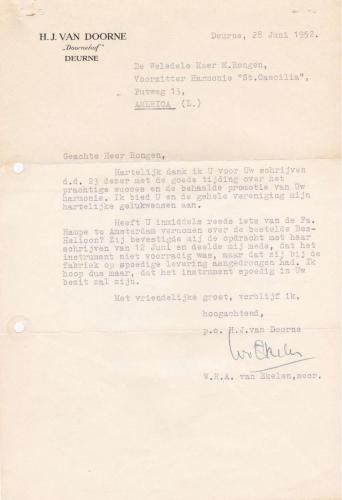 H.J. VAN DOORNE
"Doornehof"
DEURNE
Deurne, 28 Juni 1952.
De Weledele Heer M.Rongen,
Voorzitter Harmonie "St.Caecilia",
Putweg 13,
AMERICA (L.)
Geachte Heer Rongen,
Hartelijk dank ik U voor Uw schrijven
d.d. 23 dezer met de goede tijding over het
prachtige succes en de behaalde promotie van Uw
harmonie. Ik bied U en de gehele vereniging mijn
hartelijke gelukwensen aan.
Heeft U inmiddels reeds iets van de Fa.
Hampe te Amsterdam vernomen over de bestelde Bes-
Helicon? Zij bevestigde mij de opdracht met haar
schrijven van 12 Juni en deelde mij mede, dat het
instrument niet voorradig was, maar dat zij bij de
fabriek op spoedige levering aangedrongen had. Ik
hoop dus maar, dat het instrument spoedig in Uw
bezit zal zijn.
Met vriendelijke groet, verblijf ik,
hoogachtend,
p.o. H.J.van Doorne
W.R.A. van Ekelen, secr.